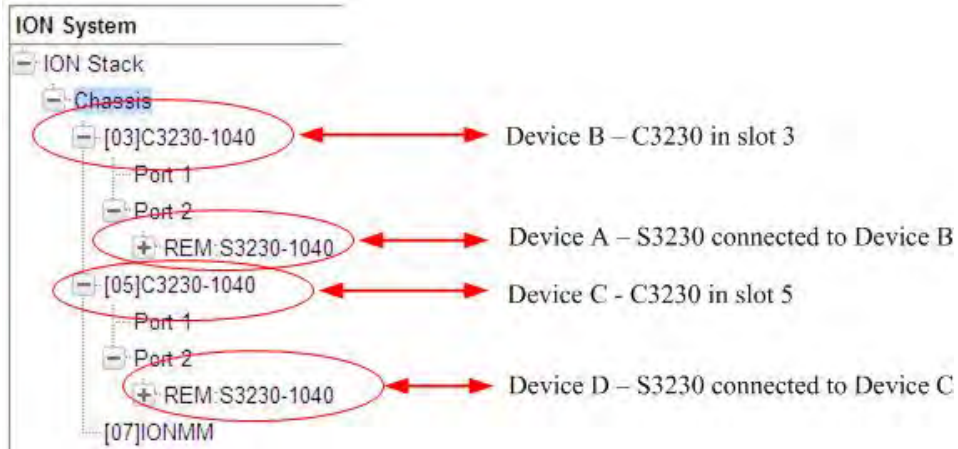 ION System
ION Stack
Chassis
[03]C3230-1040 Device B – C3230 in slot 3
Port 1
Port 2
REM:S3230-1040 Device A – S3230 connected to Device B
[05]C3230-1040 Device C - C3230 in slot 5
Port 1
Port 2
REM:S3230-1040 Device D – S3230 connected to Device C
[07]IONMM